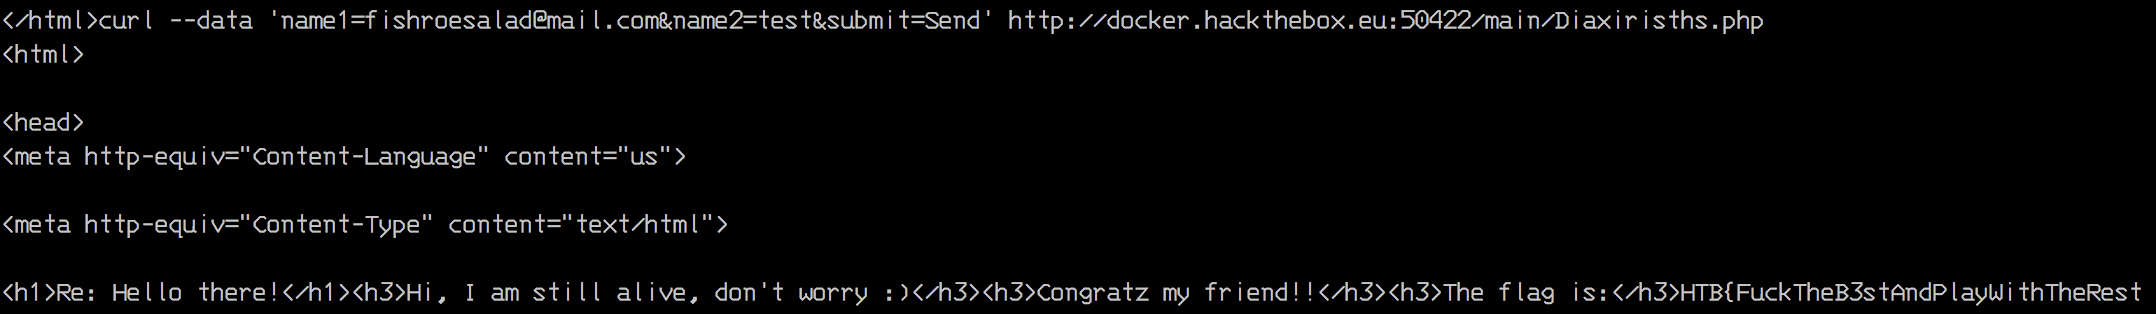 </html>curl --data 'name1=fishroesalad@mail.com&name2=test&submit=Send' http://docker.hackthebox.eu:50422/main/Diaxirisths.php
<html>
<head>
<meta http-equiv="Content-Language" content="us">
<meta http-equiv="Content-Type" content="text/html">
<h1>Re: Hello there!</h1><h3>Hi, I am still alive, don't worry :)</h3><h3>Congratz my friend!!</h3><h3>The flag is:</h3>HTB{FuckTheB3stAndPlayWithTheRest